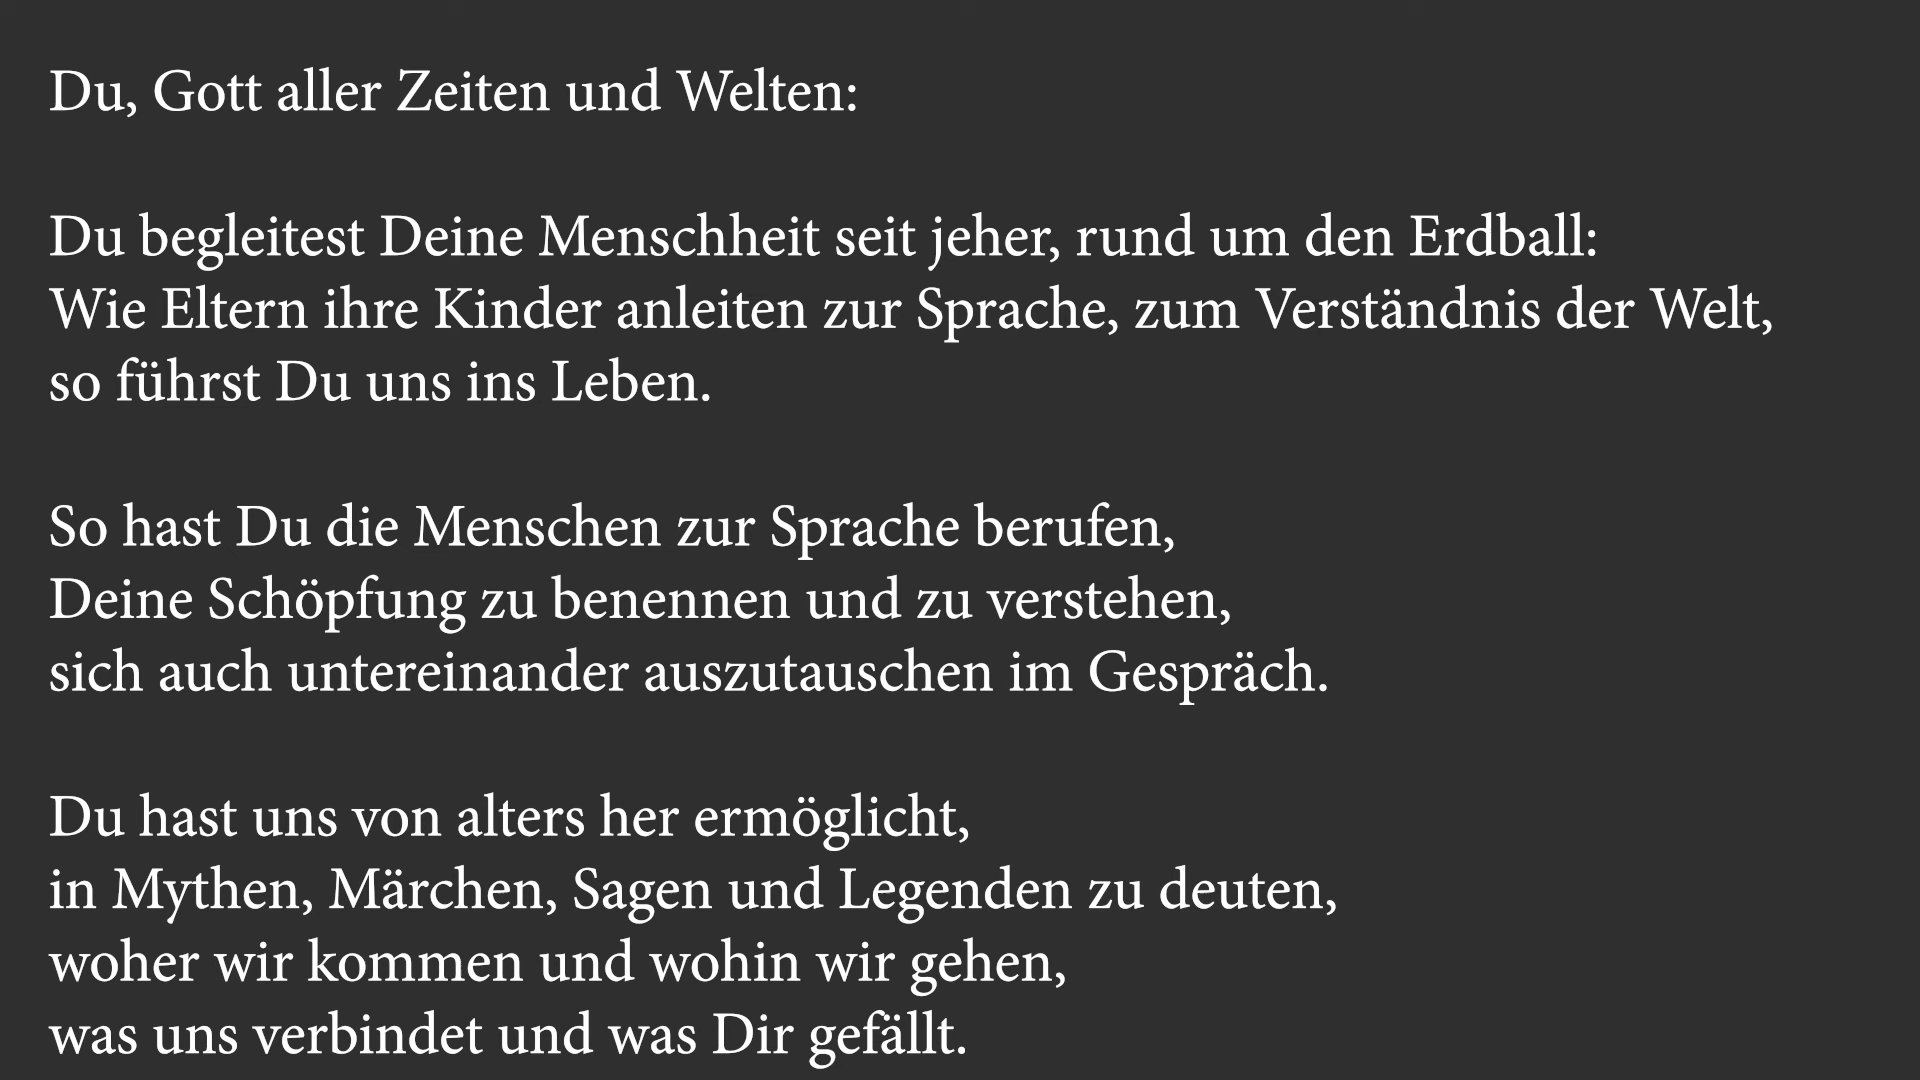 Du, Gott aller Zeiten und Welten:
Du begleitest Deine Menschheit seit jeher, rund um den Erdball:
Wie Eltern ihre Kinder anleiten zur Sprache, zum Verständnis der Welt,
so führst Du uns ins Leben.
So hast Du die Menschen zur Sprache berufen,
Deine Schöpfung zu benennen und zu verstehen,
sich auch untereinander auszutauschen im Gespräch.
Du hast uns von alters her ermöglicht,
in Mythen, Märchen, Sagen und Legenden zu deuten,
woher wir kommen und wohin wir gehen,
was uns verbindet und was Dir gefällt.